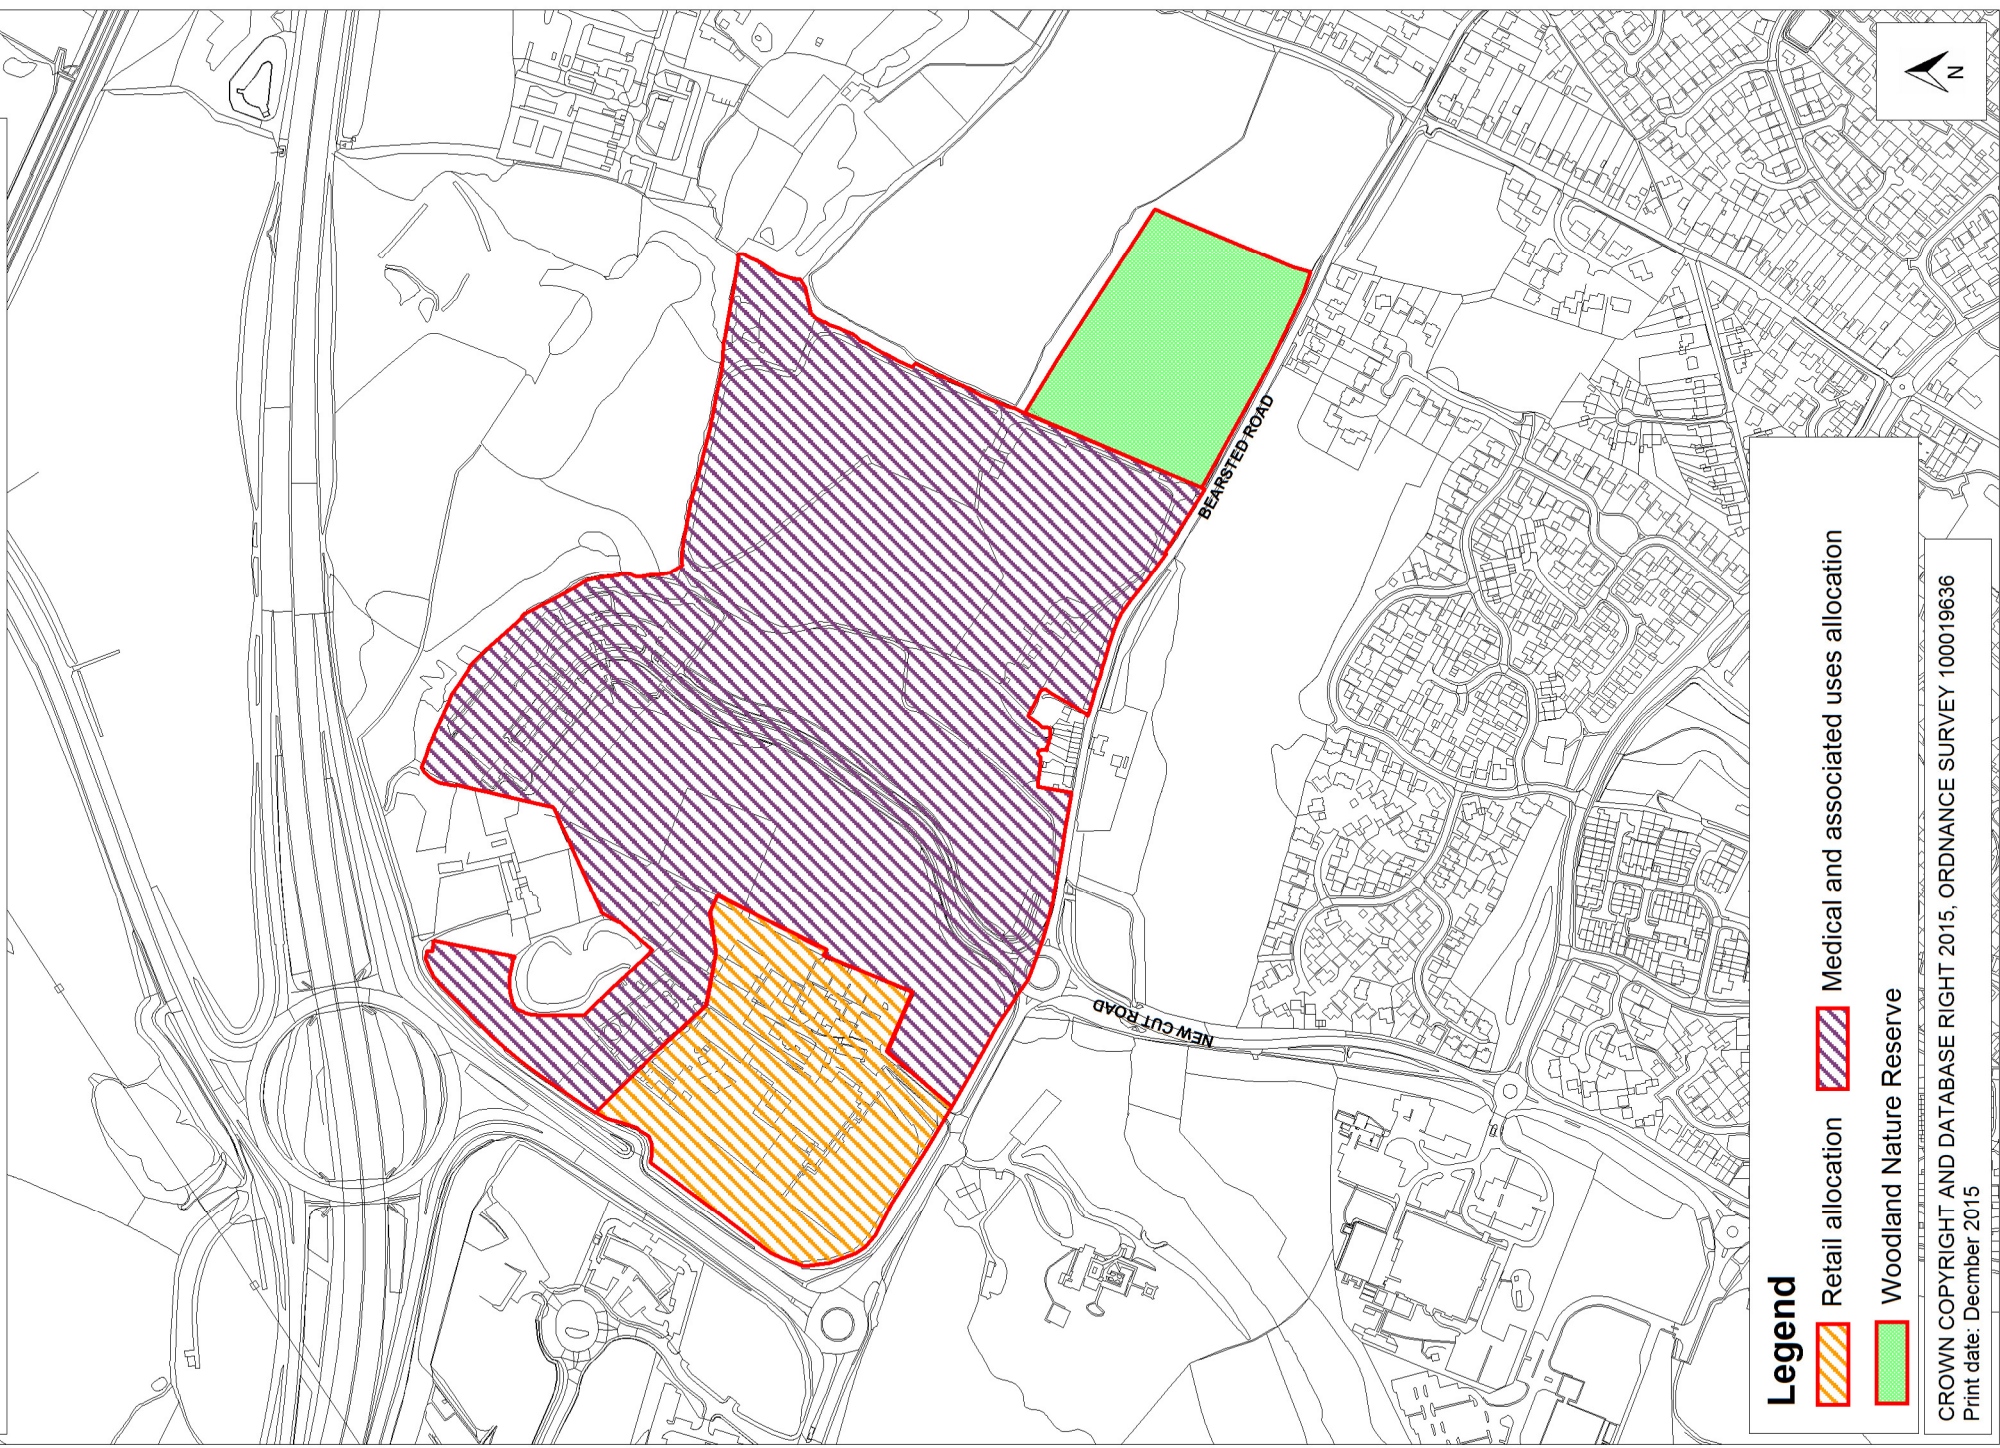 BEARSTED ROAD
NEW CUT ROAD
N
Legend
Retail allocation
Medical and associated uses allocation
Woodland Nature Reserve
CROWN COPYRIGHT AND DATABASE RIGHT 2015, ORDNANCE SURVEY 100019636
Print date: Decmber 2015